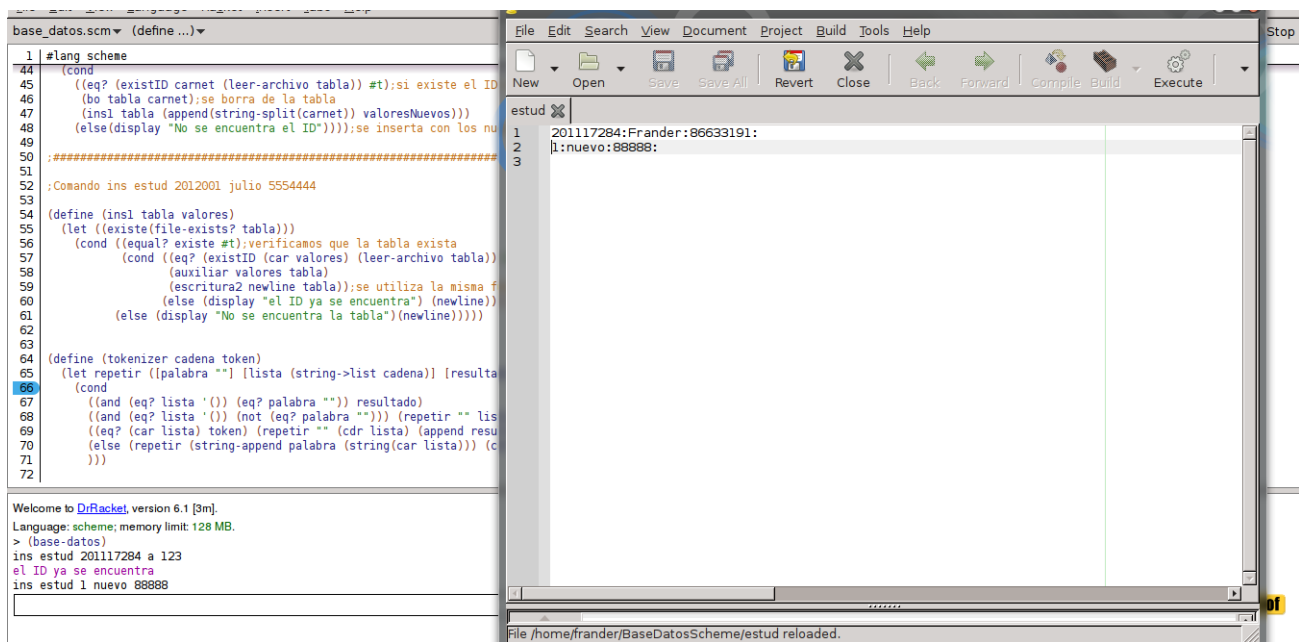 base_datos.scm▾ (define ...)▾
Stop
1 #lang scheme
44 (cond
45 ((eq? (existID carnet (leer-archivo tabla)) #t);si existe el ID
46 (bo tabla carnet);se borra de la tabla
47 (ins1 tabla (append(string-split(carnet)) valoresNuevos)))
48 (else(display "No se encuentra el ID"))));se inserta con los nu
49
50 ;##################################################################
51
52 ;Comando ins estud 2012001 julio 5554444
53
54 (define (ins1 tabla valores)
55 (let ((existe(file-exists? tabla)))
56 (cond ((equal? existe #t);verificamos que la tabla exista
57 (cond ((eq? (existID (car valores) (leer-archivo tabla))
58 (auxiliar valores tabla)
59 (escritura2 newline tabla));se utiliza la misma f
60 (else (display "el ID ya se encuentra") (newline))
61 (else (display "No se encuentra la tabla")(newline)))))
62
63
64 (define (tokenizer cadena token)
65 (let repetir ([palabra ""] [lista (string->list cadena)] [resulta
66 (cond
67 ((and (eq? lista '()) (eq? palabra "")) resultado)
68 ((and (eq? lista '()) (not (eq? palabra ""))) (repetir "" lis
69 ((eq? (car lista) token) (repetir "" (cdr lista) (append resu
70 (else (repetir (string-append palabra (string(car lista))) (c
71 )))
72
Welcome to DrRacket, version 6.1 [3m].
Language: scheme; memory limit: 128 MB.
> (base-datos)
ins estud 201117284 a 123
el ID ya se encuentra
ins estud 1 nuevo 88888
File Edit Search View Document Project Build Tools Help
New Open Save Save All Revert Close Back Forward Compile Build Execute
estud
1 201117284:Frander:86633191:
2 1:nuevo:88888:
3
of
File /home/frander/BaseDatosScheme/estud reloaded.